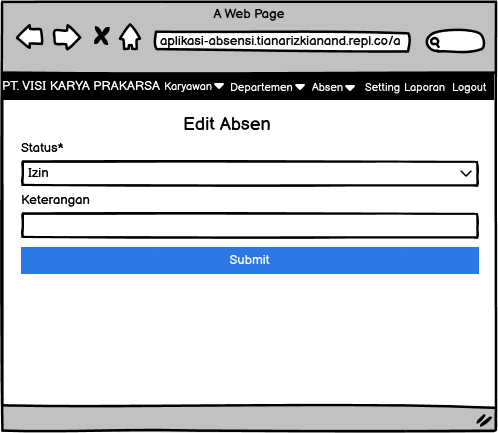 A Web Page
aplikasi-absensi.tianarizkianand.repl.co/a
PT. VISI KARYA PRAKARSA Karyawan Departemen Absen Setting Laporan Logout
Edit Absen
Status*
Izin
Keterangan
Submit